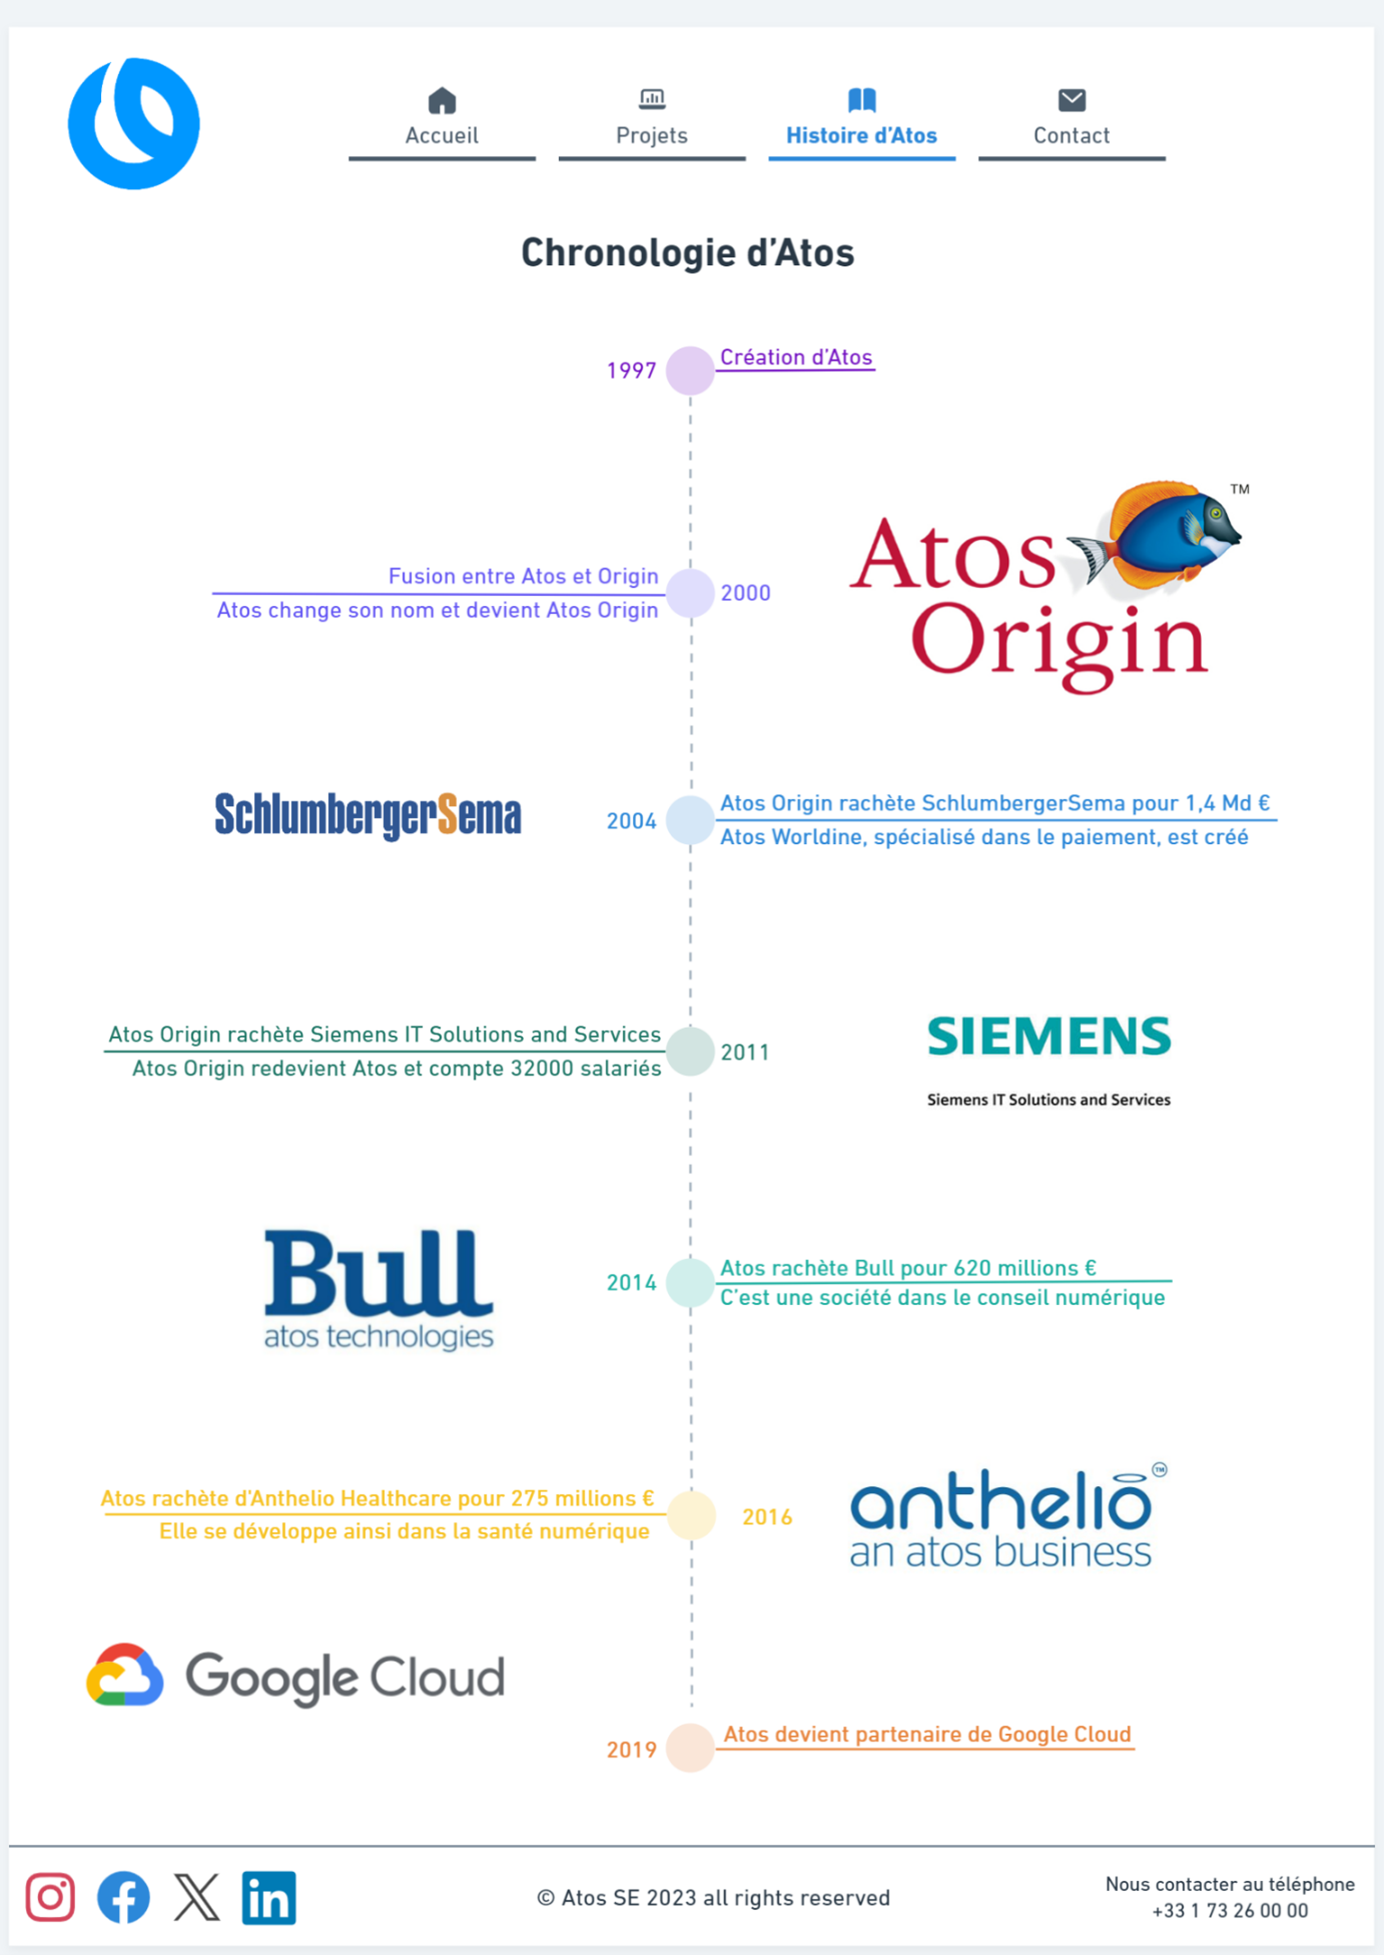 Accueil
Projets
Histoire d'Atos
Contact
Chronologie d'Atos
1997
Création d'Atos
Atos
Origin
TM
Fusion entre Atos et Origin
Atos change son nom et devient Atos Origin
2000
SchlumbergerSema
2004
Atos Origin rachète SchlumbergerSema pour 1,4 Md €
Atos Worldine, spécialisé dans le paiement, est créé
Atos Origin rachète Siemens IT Solutions and Services
Atos Origin redevient Atos et compte 32000 salariés
2011
SIEMENS
Siemens IT Solutions and Services
Bull
atos technologies
2014
Atos rachète Bull pour 620 millions €
C'est une société dans le conseil numérique
Atos rachète d'Anthelio Healthcare pour 275 millions €
Elle se développe ainsi dans la santé numérique
2016
anthelio
TM
an atos business
Google Cloud
2019
Atos devient partenaire de Google Cloud
in
© Atos SE 2023 all rights reserved
Nous contacter au téléphone
+33 1 73 26 00 00